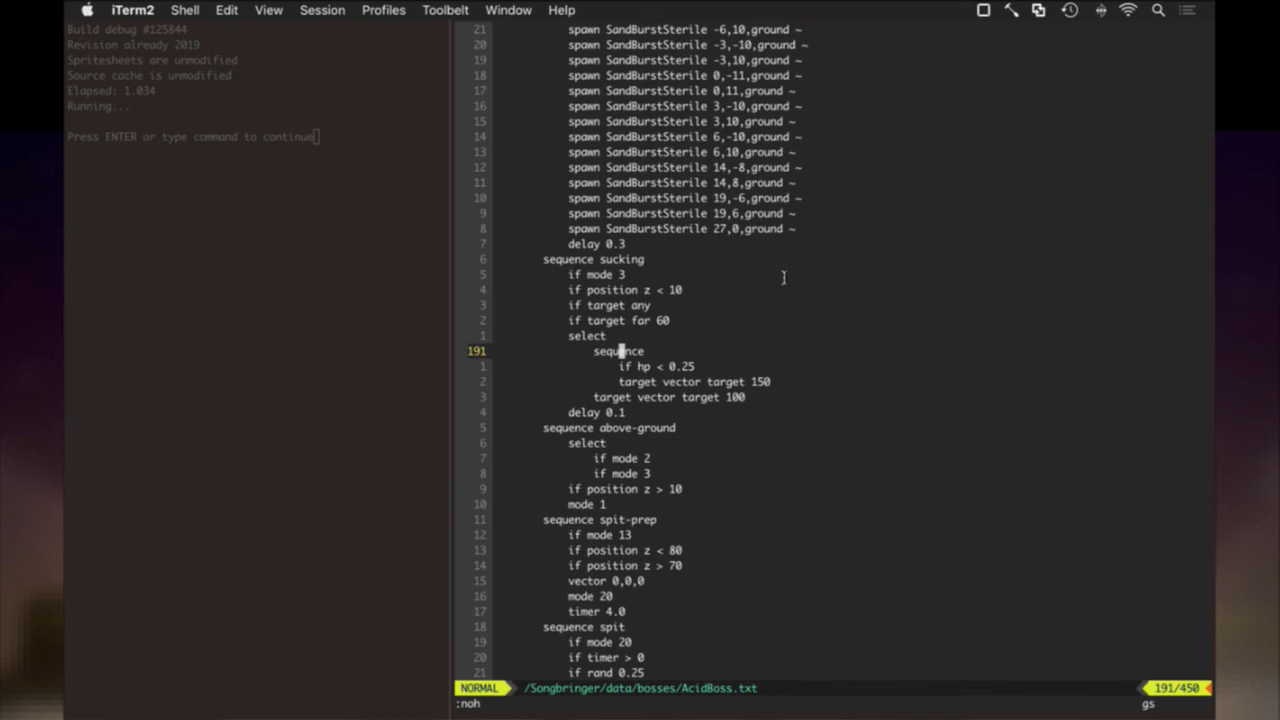 iTerm2 Shell Edit View Session Profiles Toolbelt Window Help
Build debug #125844
Revision already 2019
Spritesheets are unmodified
Source cache is unmodified
Elapsed: 1.034
Running...
Press ENTER or type command to continue
21 spawn SandBurstSterile -6,10,ground ~
20 spawn SandBurstSterile -3,-10,ground ~
19 spawn SandBurstSterile -3,10,ground ~
18 spawn SandBurstSterile 0,-11,ground ~
17 spawn SandBurstSterile 0,11,ground ~
16 spawn SandBurstSterile 3,-10,ground ~
15 spawn SandBurstSterile 3,10,ground ~
14 spawn SandBurstSterile 6,-10,ground ~
13 spawn SandBurstSterile 6,10,ground ~
12 spawn SandBurstSterile 14,-8,ground ~
11 spawn SandBurstSterile 14,8,ground ~
10 spawn SandBurstSterile 19,-6,ground ~
9 spawn SandBurstSterile 19,6,ground ~
8 spawn SandBurstSterile 27,0,ground ~
7 delay 0.3
6 sequence sucking
5 if mode 3
4 if position z < 10
3 if target any
2 if target far 60
1 select
191 sequence
1 if hp < 0.25
2 target vector target 150
3 target vector target 100
4 delay 0.1
5 sequence above-ground
6 select
7 if mode 2
8 if mode 3
9 if position z > 10
10 mode 1
11 sequence spit-prep
12 if mode 13
13 if position z < 80
14 if position z > 70
15 vector 0,0,0
16 mode 20
17 timer 4.0
18 sequence spit
19 if mode 20
20 if timer > 0
21 if rand 0.25
NORMAL /Songbringer/data/bosses/AcidBoss.txt 191/450
:noh gs